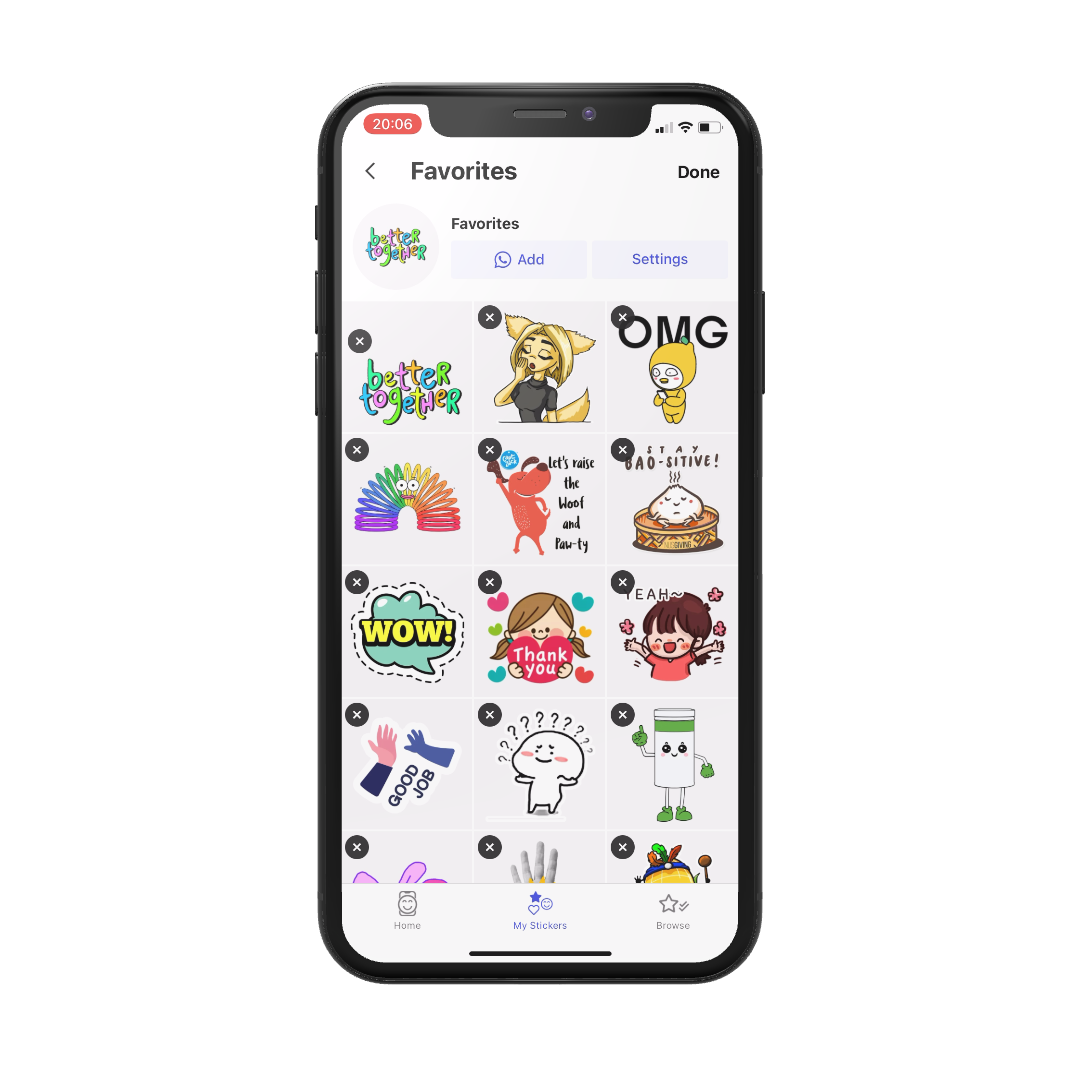 20:06
Favorites
Done
better
together
Favorites
Add
Settings
better
together
OMG
Let's raise
the
Woof
and
Paw-ty
STAY
BAO-SITIVE!
WOW!
Thank
you
YEAH~
GOOD
JOB
? ? ? ? ? ? ? ? ? ?
Home
My Stickers
Browse